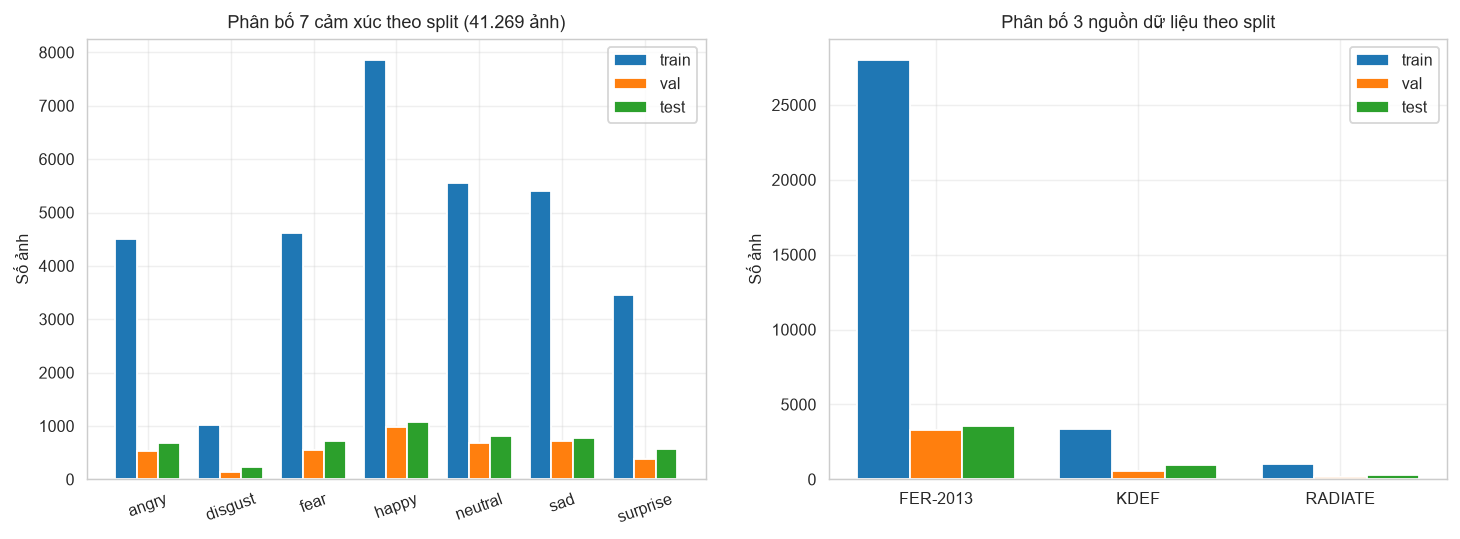 Phân bố 7 cảm xúc theo split (41.269 ảnh)
Số ảnh
8000
7000
6000
5000
4000
3000
2000
1000
0
train
val
test
angry
disgust
fear
happy
neutral
sad
surprise
Phân bố 3 nguồn dữ liệu theo split
Số ảnh
25000
20000
15000
10000
5000
0
train
val
test
FER-2013
KDEF
RADIATE